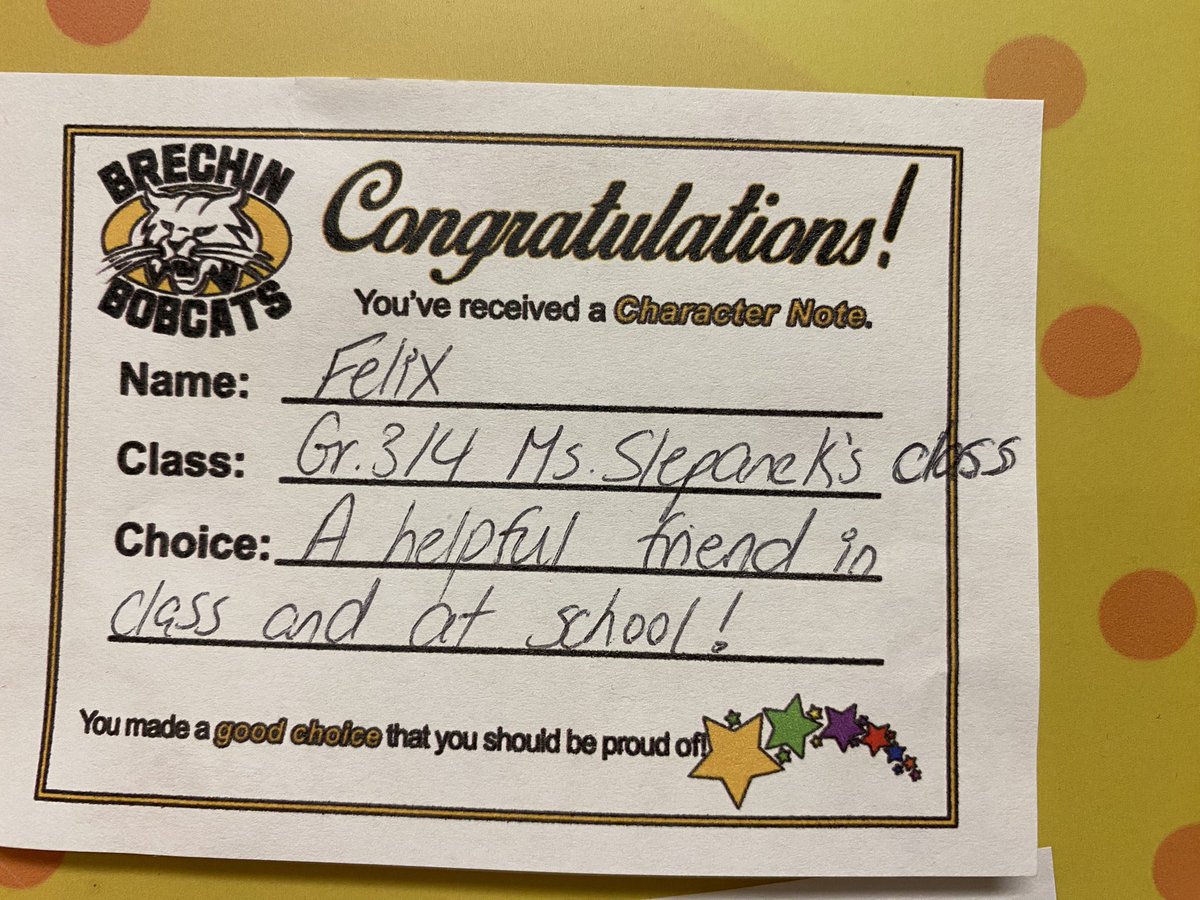 BRECHIN
BOBCATS
Congratulations!
You've received a Character Note.
Name: Felix
Class: Gr. 3/4 Ms. Slepanek's class
Choice: A helpful friend in
class and at school!
You made a good choice that you should be proud of!